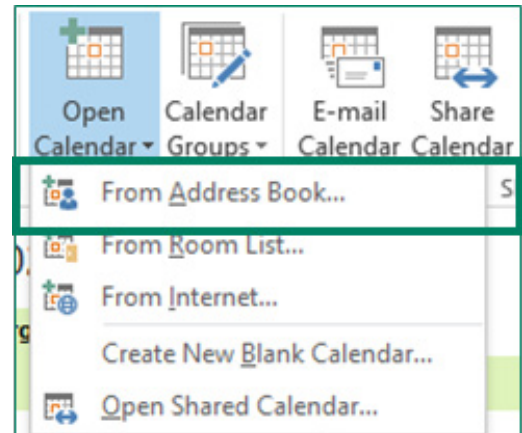 Open Calendar E-mail Share
Calendar Groups Calendar Calendar
From Address Book...
S
From Room List...
From Internet...
Create New Blank Calendar...
Open Shared Calendar...